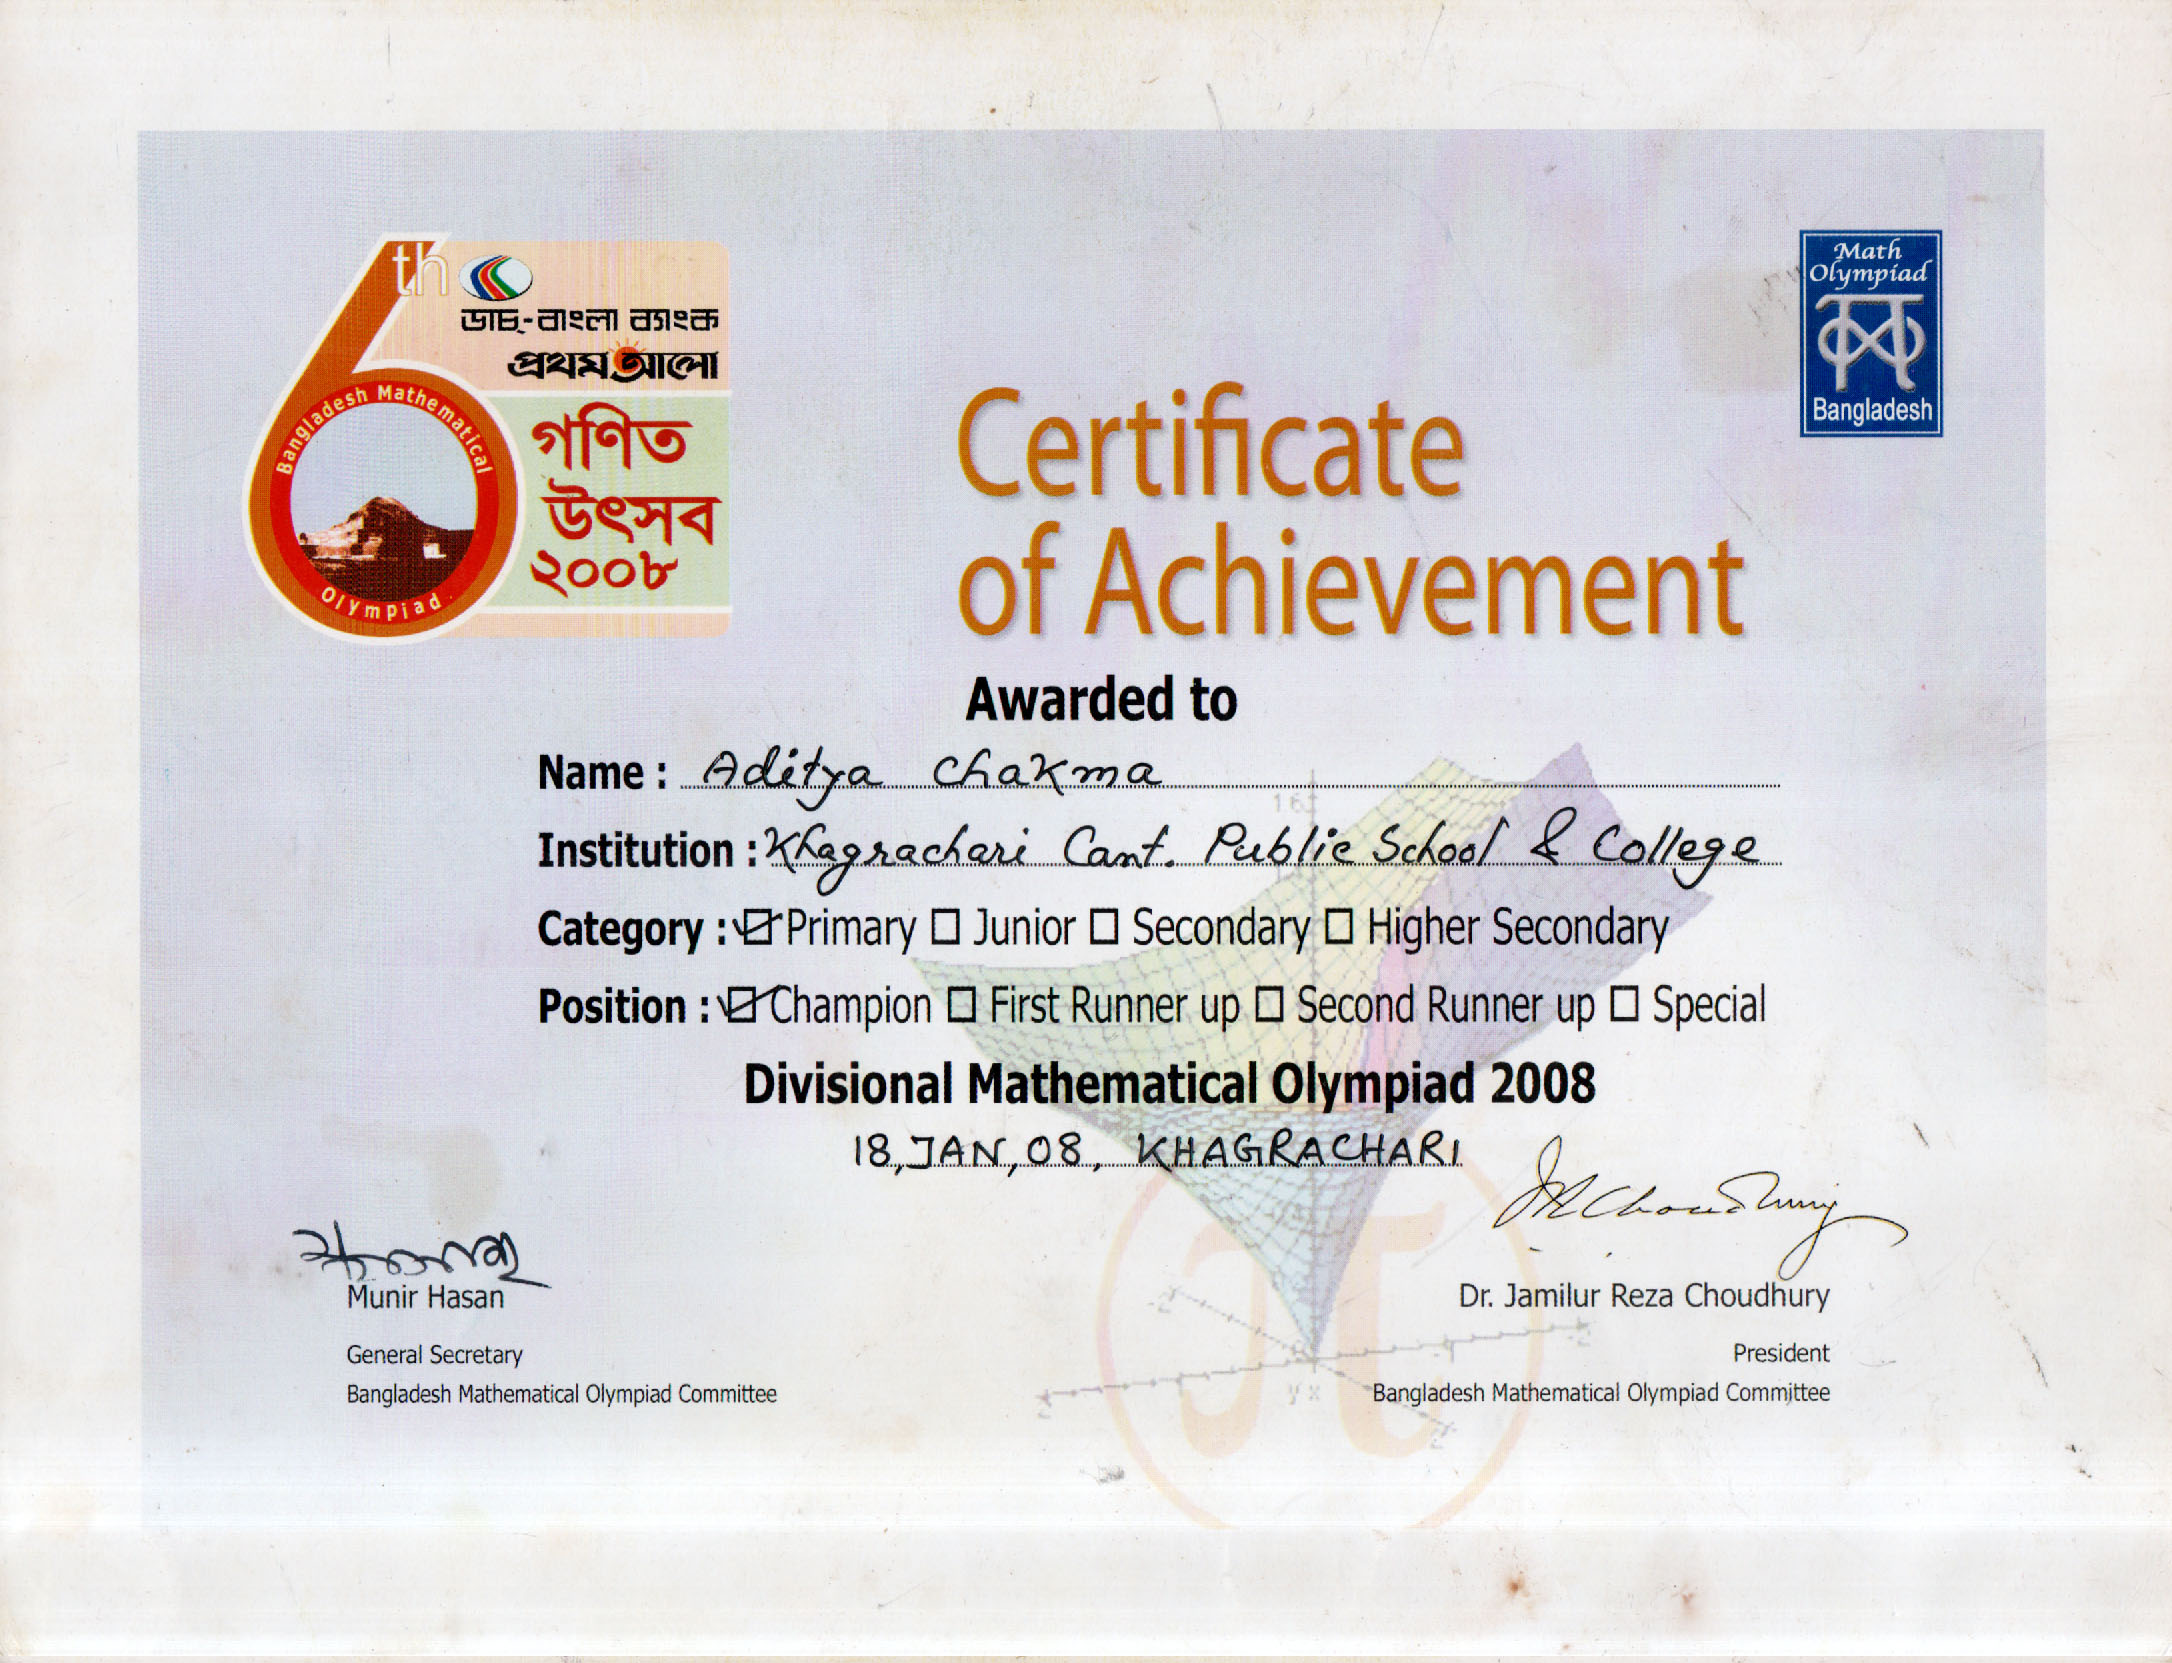 6th
ডাচ্-বাংলা ব্যাংক
প্রথম আলো
Bangladesh Mathematical
Olympiad
গণিত
উৎসব
২০০৮
Math
Olympiad
Bangladesh
Certificate
of Achievement
Awarded to
Name : Aditya Chakma
Institution : Khagrachari Cant. Public School & College
Category : ☑ Primary ☐ Junior ☐ Secondary ☐ Higher Secondary
Position : ☑ Champion ☐ First Runner up ☐ Second Runner up ☐ Special
Divisional Mathematical Olympiad 2008
18, JAN, 08, KHAGRACHARI
Munir Hasan
General Secretary
Bangladesh Mathematical Olympiad Committee
JRChoudhury
Dr. Jamilur Reza Choudhury
President
Bangladesh Mathematical Olympiad Committee